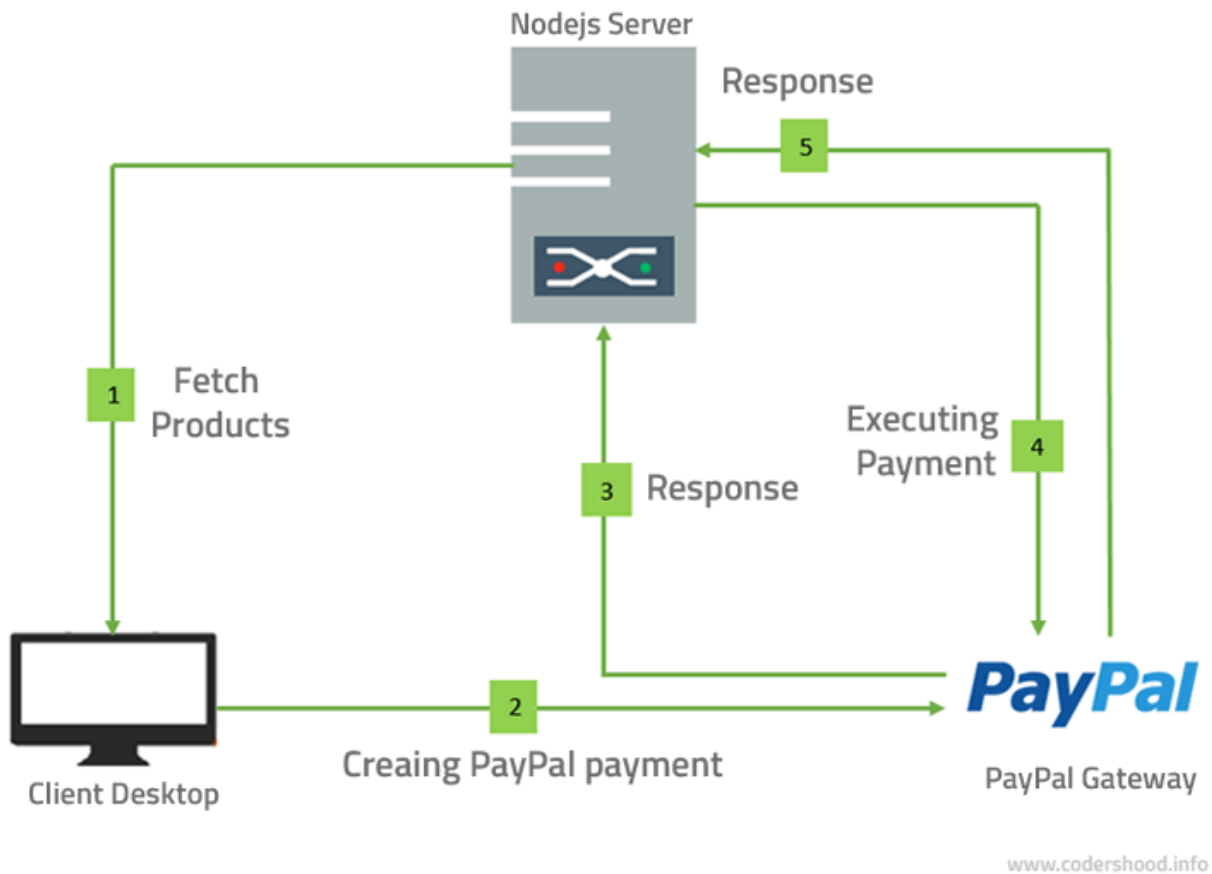 Nodejs Server
Response
5
1
Fetch
Products
Executing
Payment
4
3
Response
2
Creaing PayPal payment
PayPal
Client Desktop
PayPal Gateway
www.codershood.info